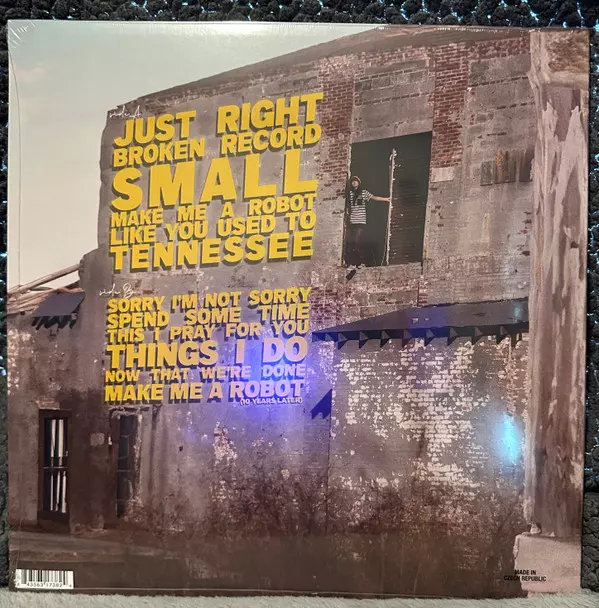 side A
JUST RIGHT
BROKEN RECORD
SMALL
MAKE ME A ROBOT
LIKE YOU USED TO
TENNESSEE
side B
SORRY I'M NOT SORRY
SPEND SOME TIME
THIS I PRAY FOR YOU
THINGS I DO
NOW THAT WE'RE DONE
MAKE ME A ROBOT
(10 YEARS LATER)
MADE IN
CZECH REPUBLIC